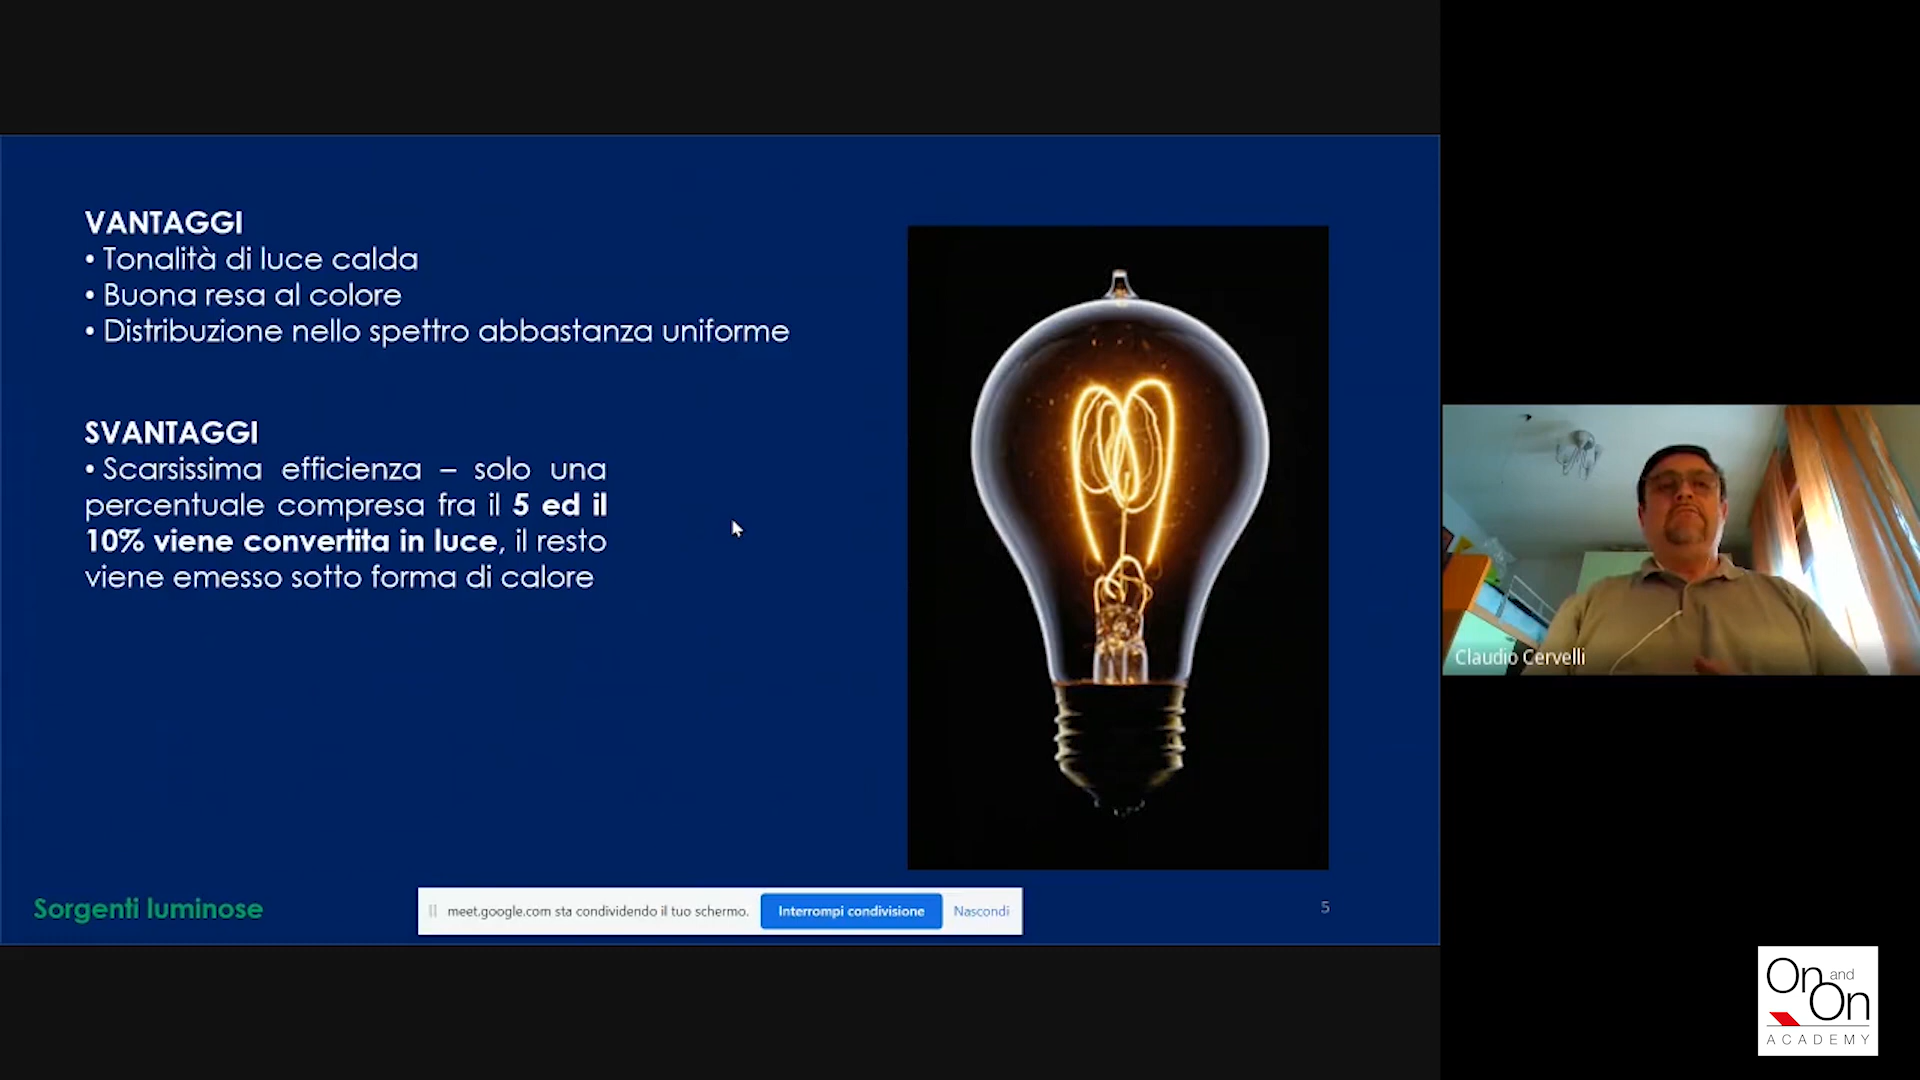 VANTAGGI
• Tonalità di luce calda
• Buona resa al colore
• Distribuzione nello spettro abbastanza uniforme
SVANTAGGI
• Scarsissima efficienza – solo una
percentuale compresa fra il 5 ed il
10% viene convertita in luce, il resto
viene emesso sotto forma di calore
Sorgenti luminose
meet.google.com sta condividendo il tuo schermo.
Interrompi condivisione
Nascondi
5
Claudio Cervelli
On and
On
ACADEMY